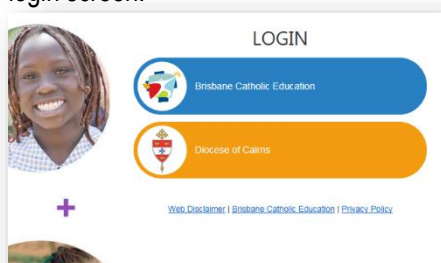 login screen.
LOGIN
Brisbane Catholic Education
Diocese of Cairns
Web Disclaimer | Brisbane Catholic Education | Privacy Policy